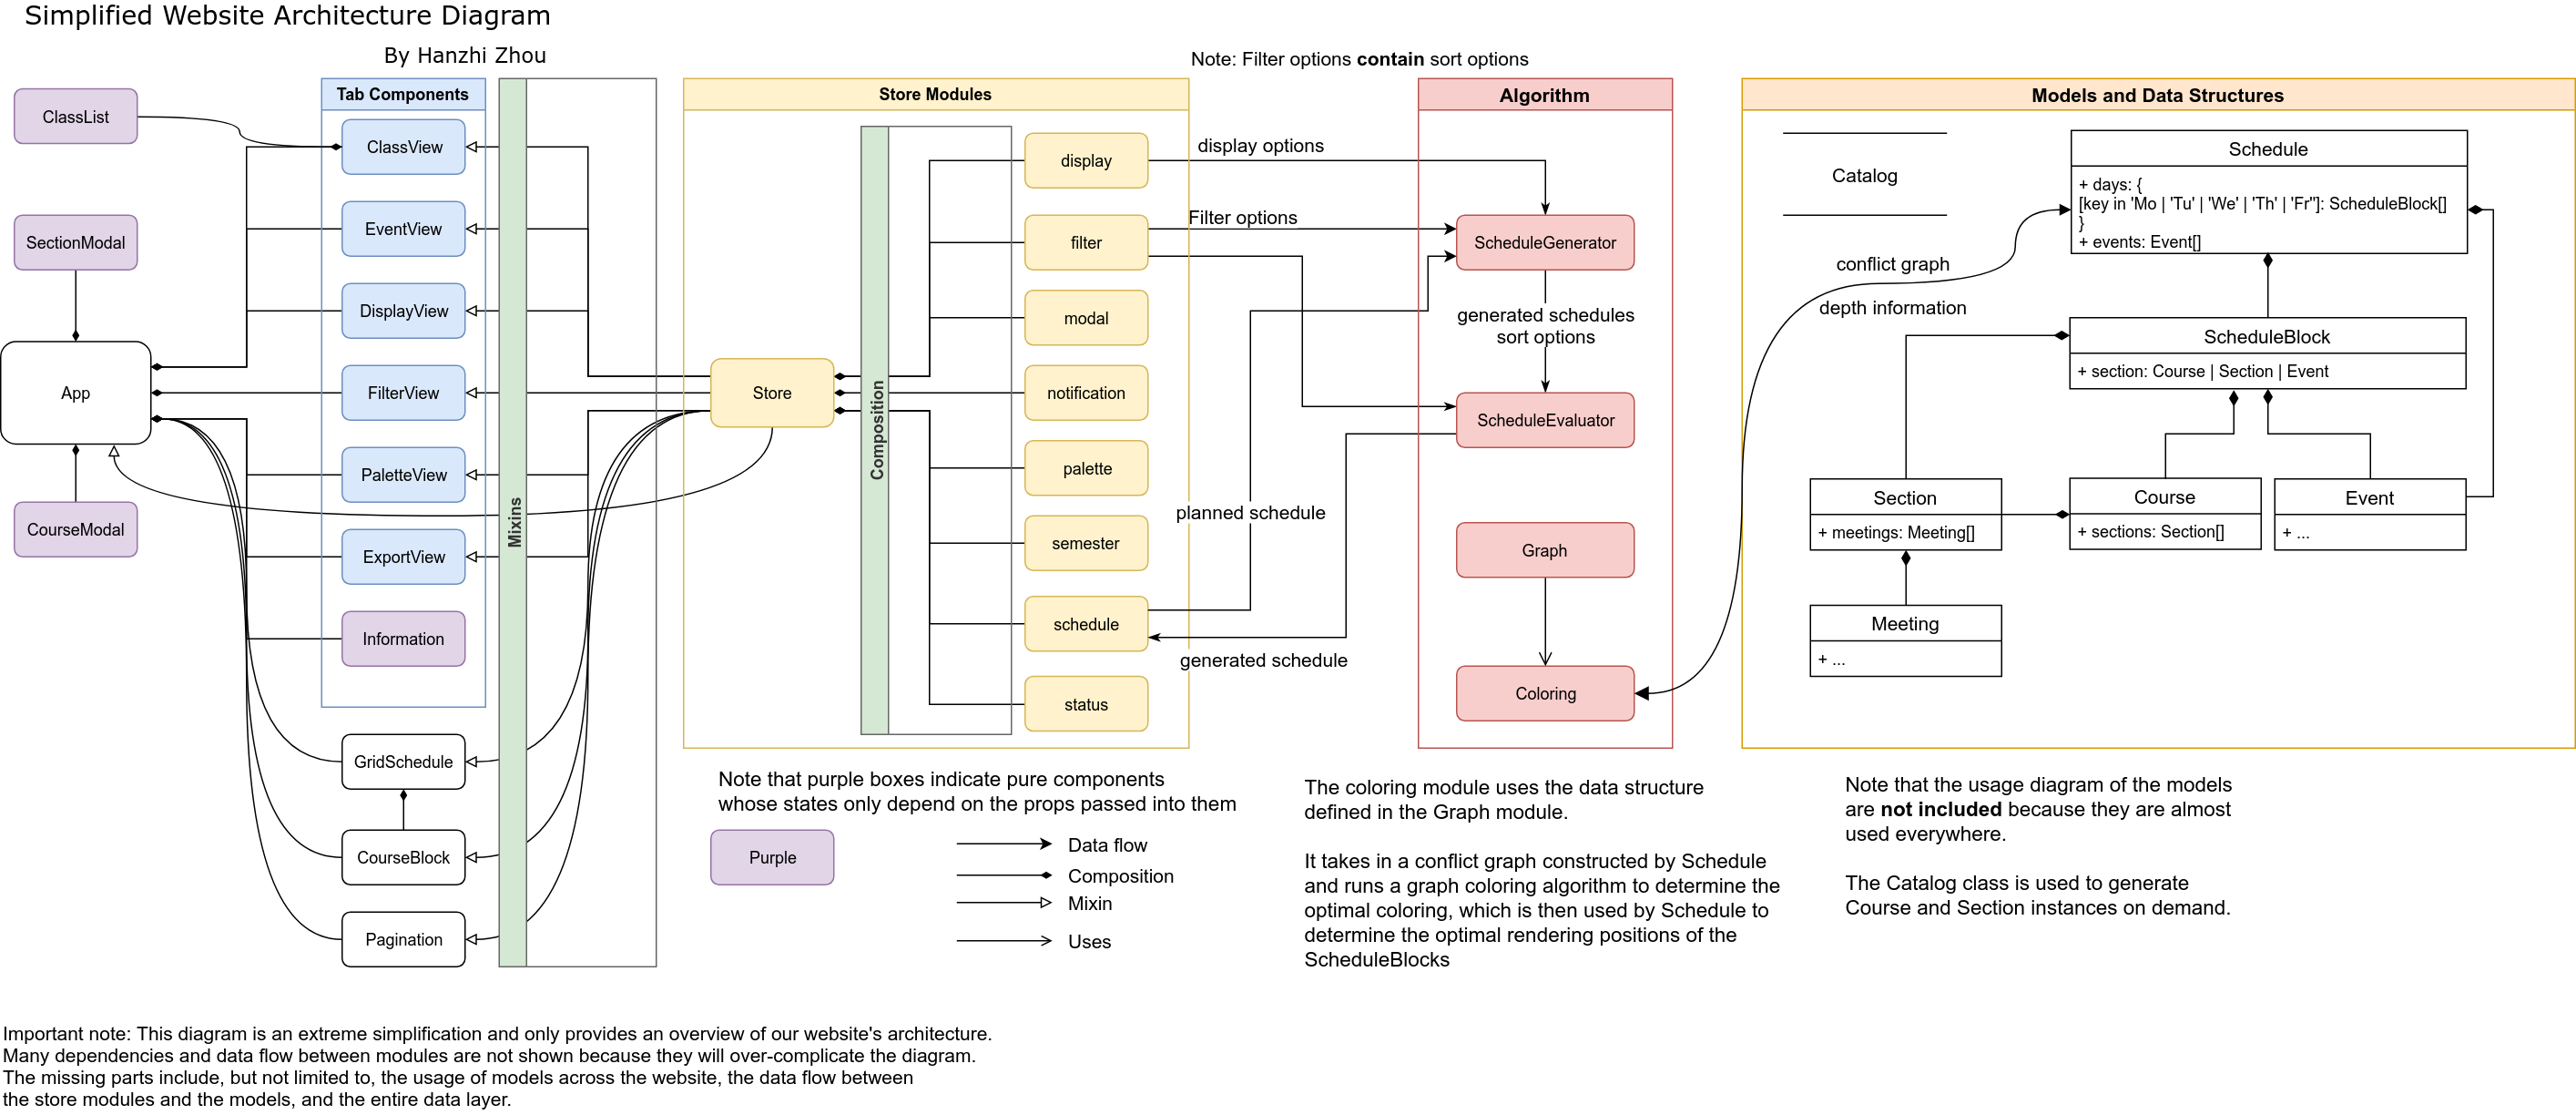 Simplified Website Architecture Diagram
By Hanzhi Zhou
Note: Filter options contain sort options
ClassList
SectionModal
App
CourseModal
Tab Components
ClassView
EventView
DisplayView
FilterView
PaletteView
ExportView
Information
GridSchedule
CourseBlock
Pagination
Mixins
Store Modules
Store
Composition
display
filter
modal
notification
palette
semester
schedule
status
display options
Filter options
planned schedule
generated schedule
Algorithm
ScheduleGenerator
generated schedules
sort options
ScheduleEvaluator
Graph
Coloring
Models and Data Structures
Catalog
conflict graph
depth information
Schedule
+ days: {
[key in 'Mo | 'Tu' | 'We' | 'Th' | 'Fr'']: ScheduleBlock[]
}
+ events: Event[]
ScheduleBlock
+ section: Course | Section | Event
Section
+ meetings: Meeting[]
Course
+ sections: Section[]
Event
+ ...
Meeting
+ ...
Note that purple boxes indicate pure components
whose states only depend on the props passed into them
Purple
Data flow
Composition
Mixin
Uses
The coloring module uses the data structure
defined in the Graph module.
It takes in a conflict graph constructed by Schedule
and runs a graph coloring algorithm to determine the
optimal coloring, which is then used by Schedule to
determine the optimal rendering positions of the
ScheduleBlocks
Note that the usage diagram of the models
are not included because they are almost
used everywhere.
The Catalog class is used to generate
Course and Section instances on demand.
Important note: This diagram is an extreme simplification and only provides an overview of our website's architecture.
Many dependencies and data flow between modules are not shown because they will over-complicate the diagram.
The missing parts include, but not limited to, the usage of models across the website, the data flow between
the store modules and the models, and the entire data layer.